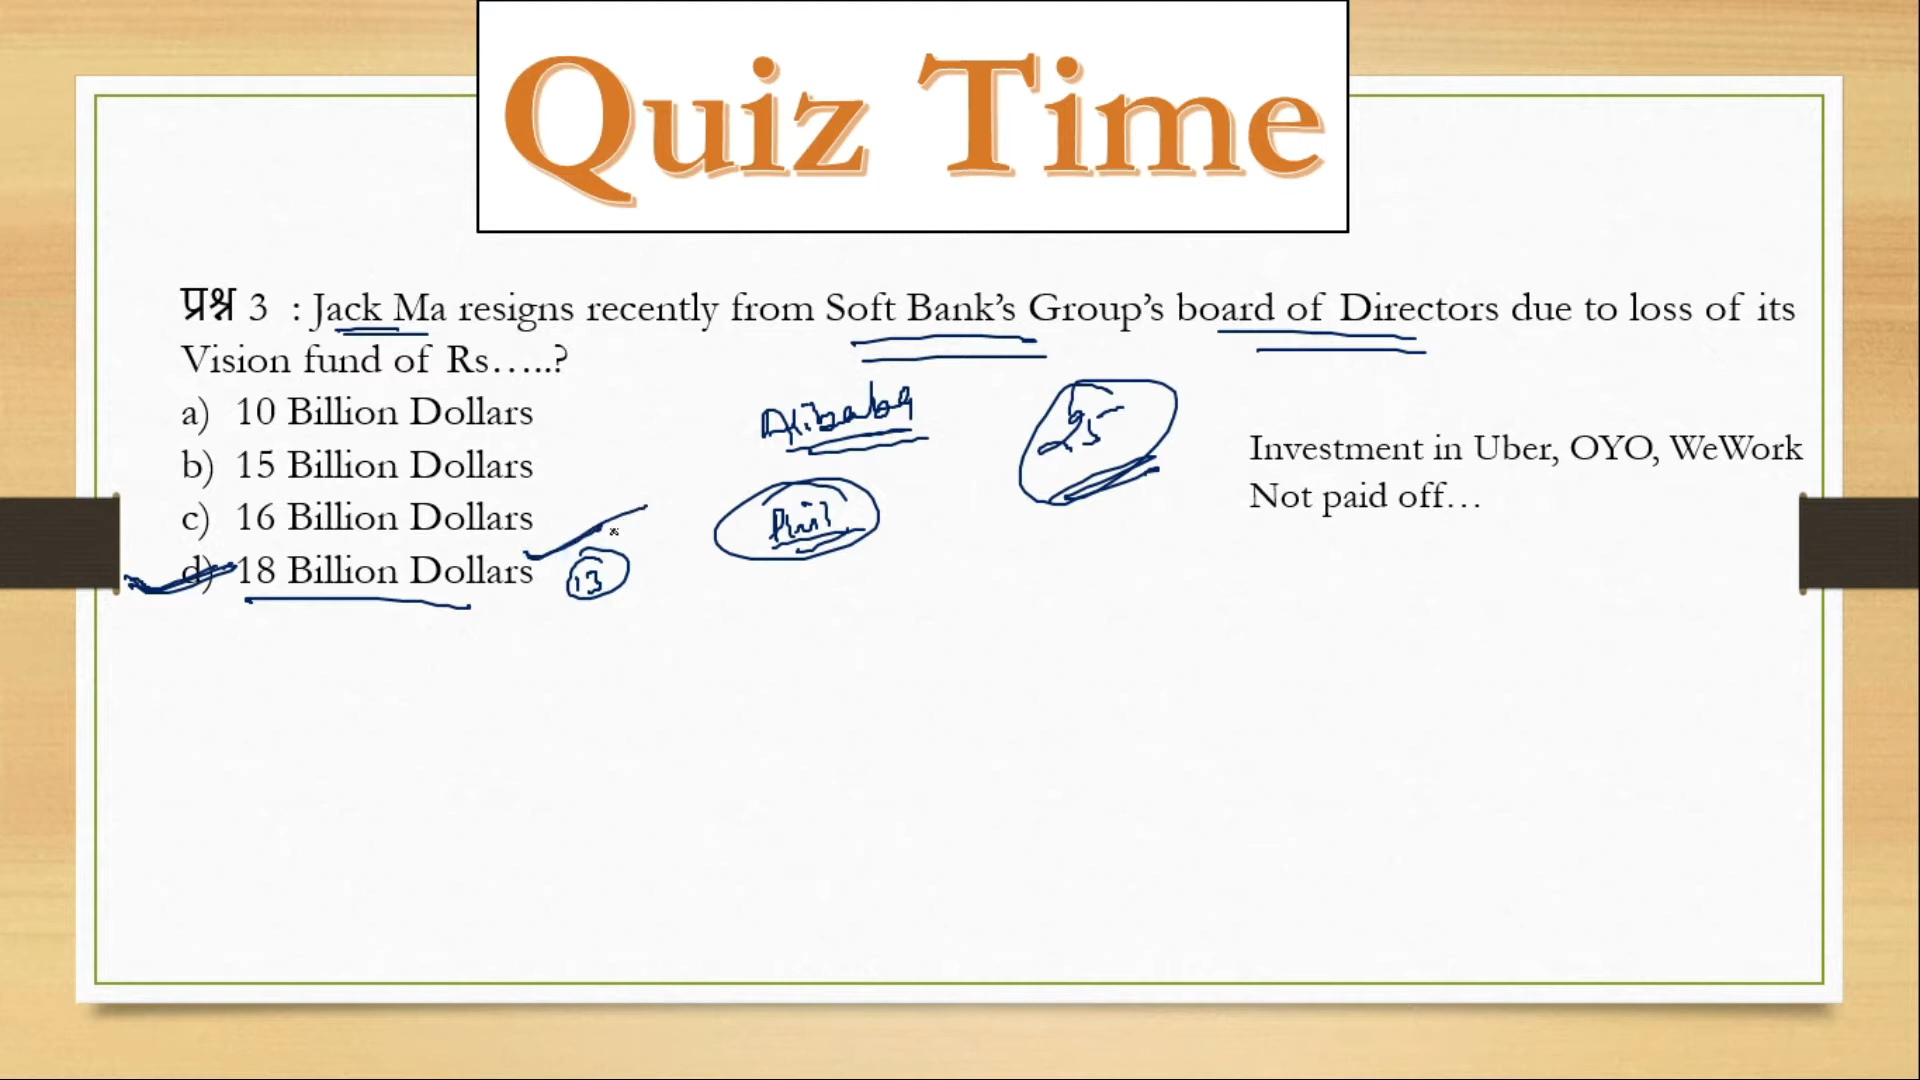 Quiz Time
प्रश्न 3 : Jack Ma resigns recently from Soft Bank’s Group’s board of Directors due to loss of its
Vision fund of Rs…..?
a) 10 Billion Dollars
b) 15 Billion Dollars
c) 16 Billion Dollars
d) 18 Billion Dollars
Alibaba
25
13
Investment in Uber, OYO, WeWork
Not paid off…